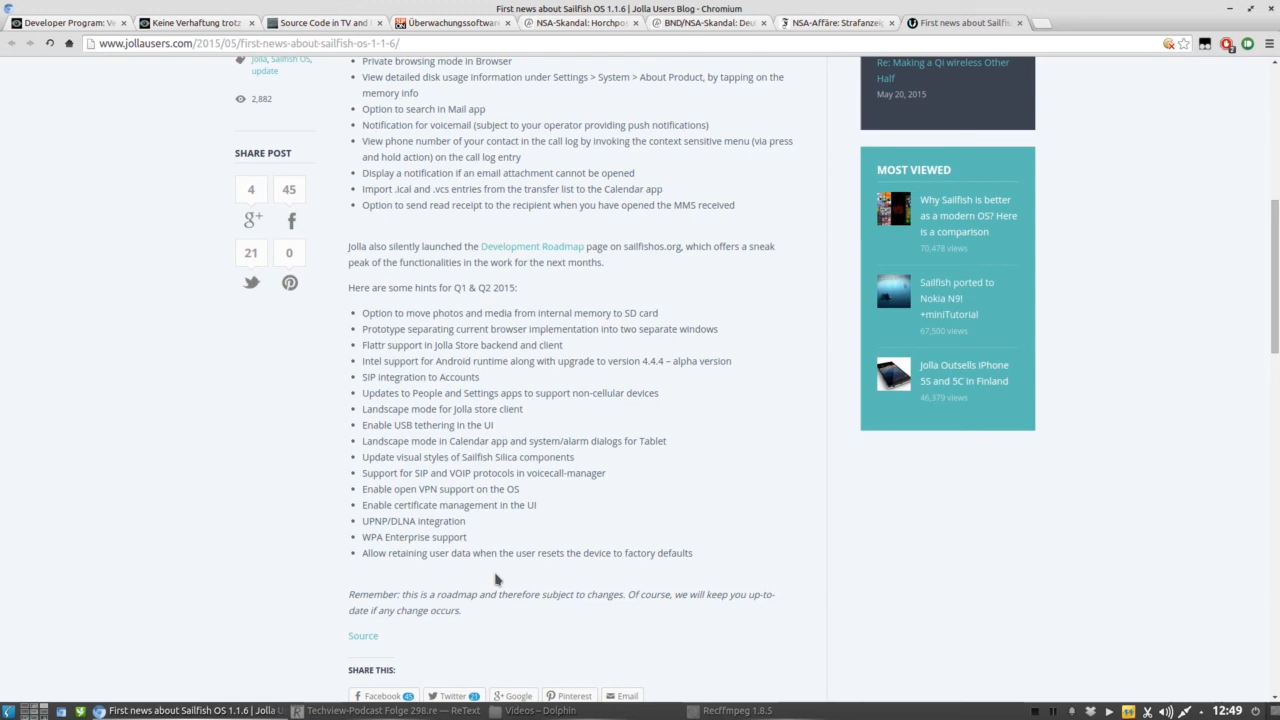 First news about Sailfish OS 1.1.6 | Jolla Users Blog - Chromium
Developer Program: Ve
Keine Verhaftung trotz
Source Code in TV and
Überwachungssoftware
NSA-Skandal: Horchpos
BND/NSA-Skandal: Deu
NSA-Affäre: Strafanzeig
First news about Sailfis
www.jollausers.com/2015/05/first-news-about-sailfish-os-1-1-6/
Jolla, Sailfish OS,
update
2,882
SHARE POST
4
45
g+
f
21
0
Private browsing mode in Browser
View detailed disk usage information under Settings > System > About Product, by tapping on the
memory info
Option to search in Mail app
Notification for voicemail (subject to your operator providing push notifications)
View phone number of your contact in the call log by invoking the context sensitive menu (via press
and hold action) on the call log entry
Display a notification if an email attachment cannot be opened
Import .ical and .vcs entries from the transfer list to the Calendar app
Option to send read receipt to the recipient when you have opened the MMS received
Jolla also silently launched the Development Roadmap page on sailfishos.org, which offers a sneak
peak of the functionalities in the work for the next months.
Here are some hints for Q1 & Q2 2015:
Option to move photos and media from internal memory to SD card
Prototype separating current browser implementation into two separate windows
Flattr support in Jolla Store backend and client
Intel support for Android runtime along with upgrade to version 4.4.4 – alpha version
SIP integration to Accounts
Updates to People and Settings apps to support non-cellular devices
Landscape mode for Jolla store client
Enable USB tethering in the UI
Landscape mode in Calendar app and system/alarm dialogs for Tablet
Update visual styles of Sailfish Silica components
Support for SIP and VOIP protocols in voicecall-manager
Enable open VPN support on the OS
Enable certificate management in the UI
UPNP/DLNA integration
WPA Enterprise support
Allow retaining user data when the user resets the device to factory defaults
Remember: this is a roadmap and therefore subject to changes. Of course, we will keep you up-to-
date if any change occurs.
Source
SHARE THIS:
Facebook 45
Twitter 21
Google
Pinterest
Email
Re: Making a Qi wireless Other
Half
May 20, 2015
MOST VIEWED
Why Sailfish is better
as a modern OS? Here
is a comparison
70,478 views
Sailfish ported to
Nokia N9!
+miniTutorial
67,500 views
Jolla Outsells iPhone
5S and 5C in Finland
46,379 views
First news about Sailfish OS 1.1.6 | Jolla U
Techview-Podcast Folge 298.re — ReText
Videos – Dolphin
Recffmpeg 1.8.5
12:49